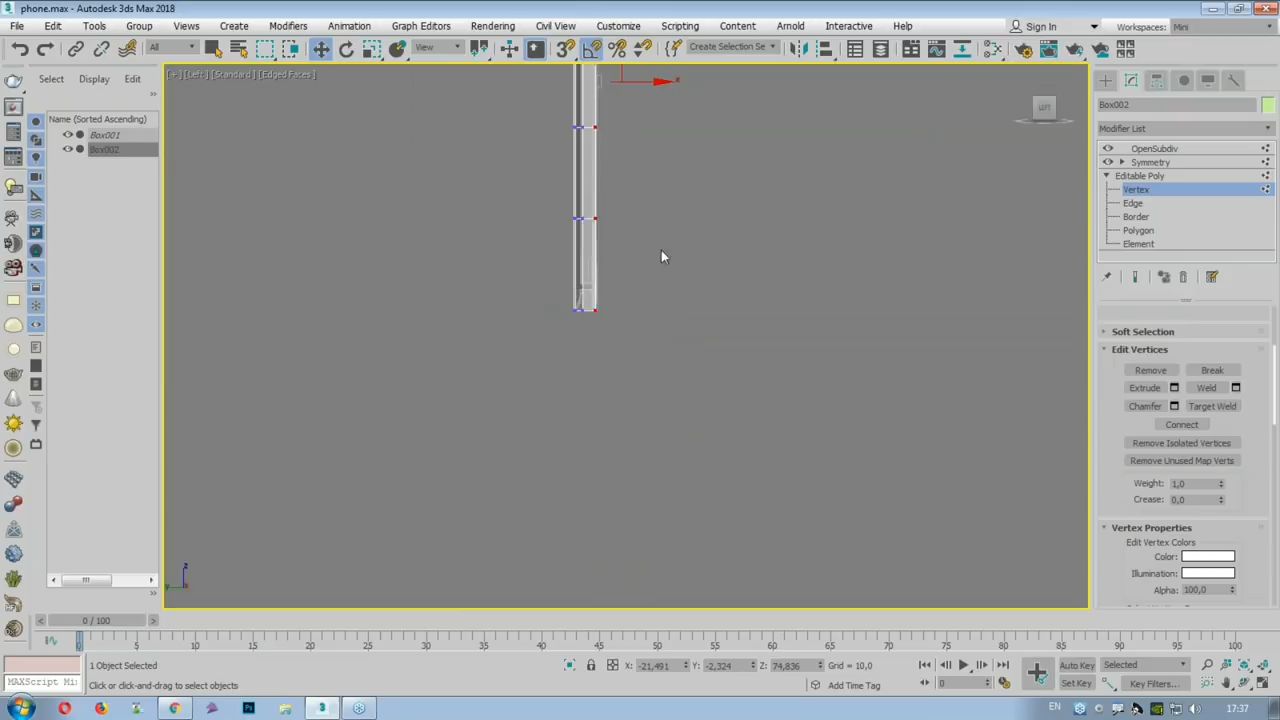 phone.max - Autodesk 3ds Max 2018
File Edit Tools Group Views Create Modifiers Animation Graph Editors Rendering Civil View Customize Scripting Content Arnold Interactive Help Sign In Workspaces: Mini
All View Create Selection Se
Select Display Edit
Name (Sorted Ascending)
Box001
Box002
[+] [Left] [Standard] [Edged Faces]
Box002
Modifier List
OpenSubdiv
Symmetry
Editable Poly
Vertex
Edge
Border
Polygon
Element
Soft Selection
Edit Vertices
Remove Break
Extrude Weld
Chamfer Target Weld
Connect
Remove Isolated Vertices
Remove Unused Map Verts
Weight: 1,0
Crease: 0,0
Vertex Properties
Edit Vertex Colors
Color:
Illumination:
Alpha: 100,0
z
0 / 100
0 5 10 15 20 25 30 35 40 45 50 55 60 65 70 75 80 85 90 95 100
1 Object Selected X: -21,491 Y: -2,324 Z: 74,836 Grid = 10,0 Auto Key Selected
MAXScript Mi Click or click-and-drag to select objects Add Time Tag 0 Set Key Key Filters...
EN 17:37